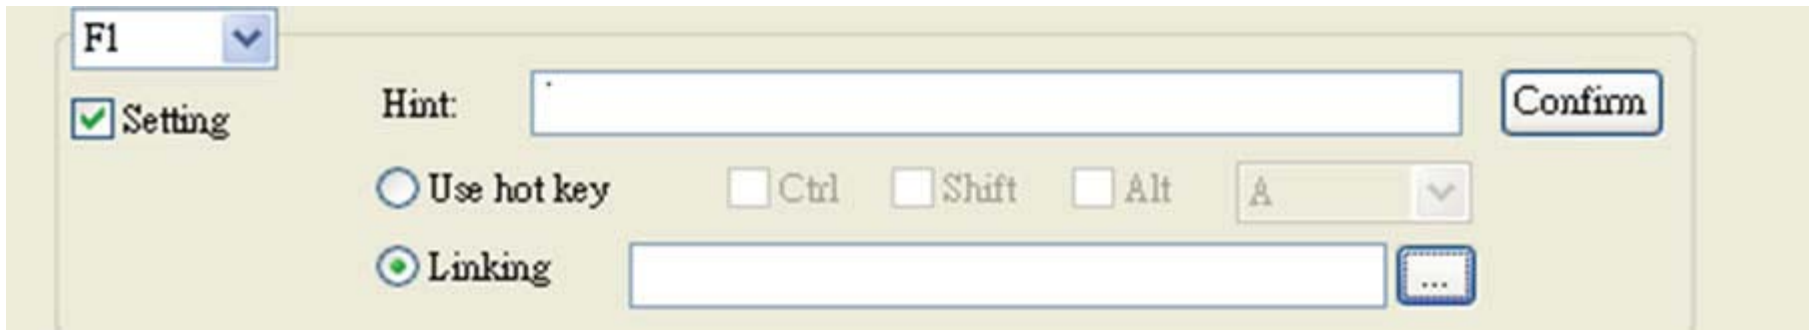 F1
Setting
Hint:
Confirm
Use hot key
Ctrl
Shift
Alt
A
Linking
...